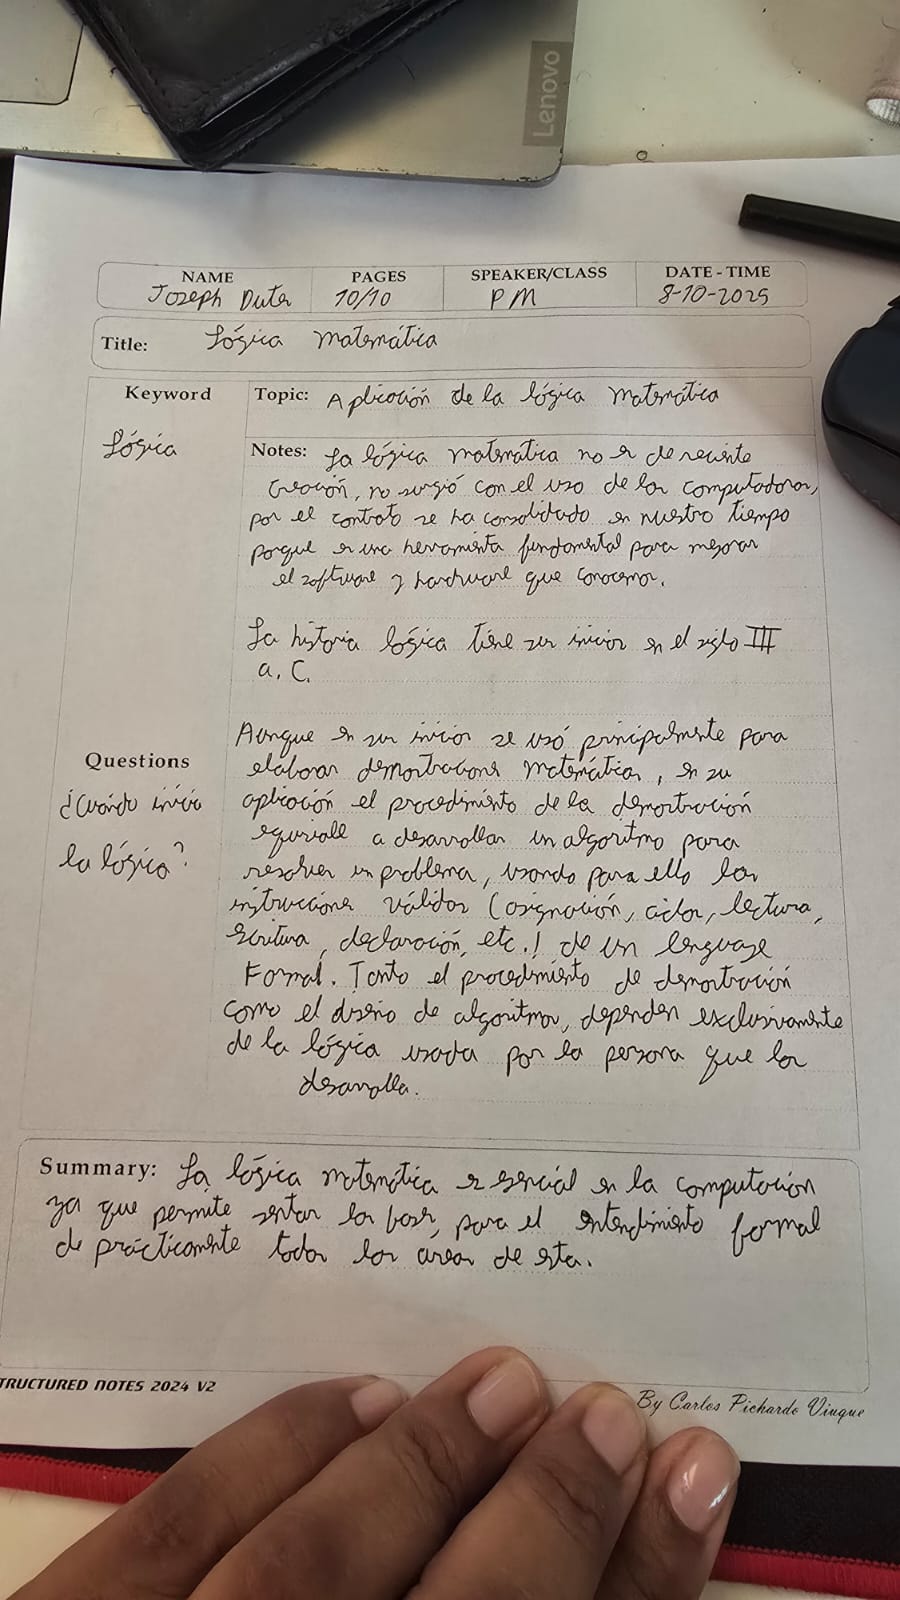 Lenovo
NAME PAGES SPEAKER/CLASS DATE - TIME
Joseph 10/10 PM 8-10-2025
Title: Lógica Matemática
Keyword Topic: Aplicación de la lógica Matemática
Lógica Notes: La lógica matemática no es de reciente
creación, no surgió con el uso de las computadoras,
por el contrato se ha consolidado en nuestro tiempo
porque es una herramienta fundamental para mejorar
el software y hardware que conocemos.
La historia lógica tiene sus inicios en el siglo III
a. C.
Aunque en sus inicios se usó principalmente para
Questions elaborar demostraciones matemáticas, en su
¿Cuándo inicio aplicación el procedimiento de la demostración
equivale a desarrollar un algoritmo para
la lógica? resolver un problema, usando para ello las
instrucciones válidas (asignación, ciclos, lectura,
escritura, declaración, etc.) de un lenguaje
Formal. Tanto el procedimiento de demostración
como el diseño de algoritmos, dependen exclusivamente
de la lógica usada por la persona que los
desarrolla.
Summary: La lógica matemática es esencial en la computación
ya que permite sentar las bases, para el entendimiento formal
de prácticamente todas las areas de esta.
TRUCTURED NOTES 2024 V2 By Carlos Pichardo Viuque